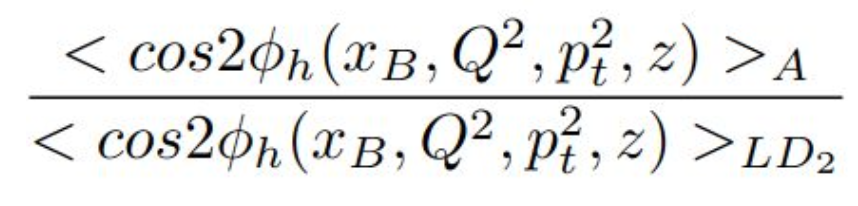 < cos2ϕ_h(x_B, Q^2, p_t^2, z) >_A
< cos2ϕ_h(x_B, Q^2, p_t^2, z) >_{LD_2}